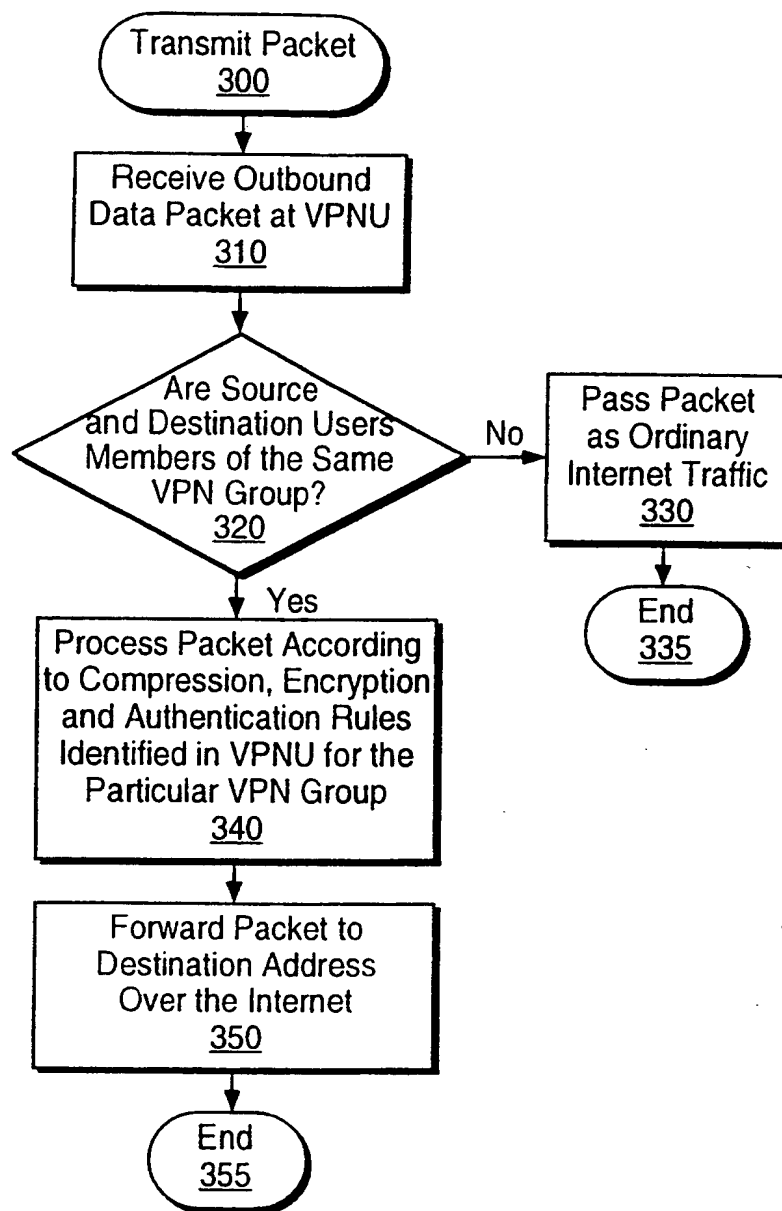 Transmit Packet
300
Receive Outbound
Data Packet at VPNU
310
Are Source
and Destination Users
Members of the Same
VPN Group?
320
No
Pass Packet
as Ordinary
Internet Traffic
330
End
335
Yes
Process Packet According
to Compression, Encryption
and Authentication Rules
Identified in VPNU for the
Particular VPN Group
340
Forward Packet to
Destination Address
Over the Internet
350
End
355